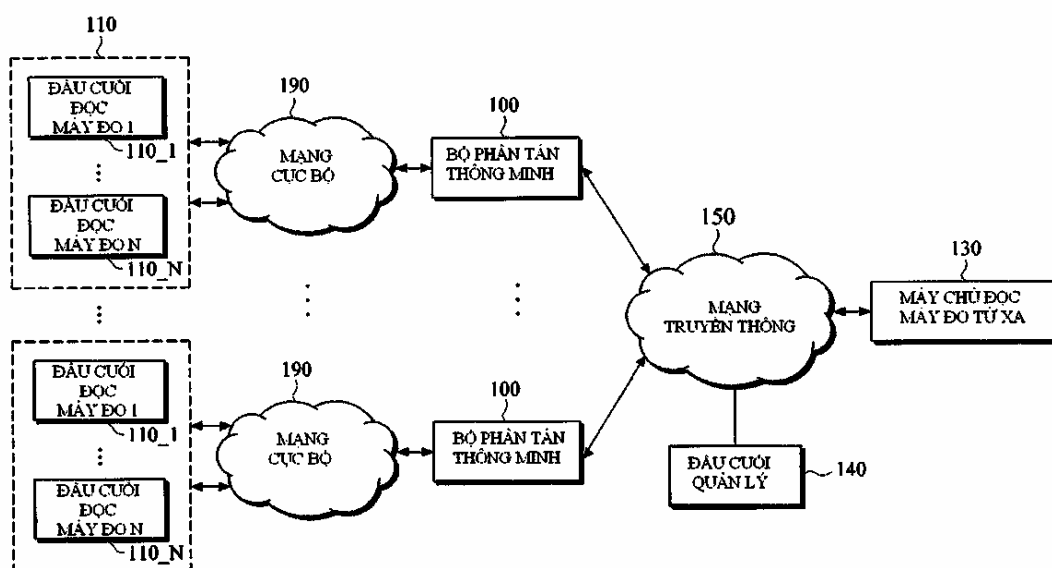 110
ĐẦU CUỐI
ĐỌC
MÁY ĐO 1
110_1
ĐẦU CUỐI
ĐỌC
MÁY ĐO N
110_N
190
MẠNG
CỤC BỘ
100
BỘ PHÂN TÁN
THÔNG MINH
150
MẠNG
TRUYỀN THÔNG
130
MÁY CHỦ ĐỌC
MÁY ĐO TỪ XA
ĐẦU CUỐI
ĐỌC
MÁY ĐO 1
110_1
ĐẦU CUỐI
ĐỌC
MÁY ĐO N
110_N
190
MẠNG
CỤC BỘ
100
BỘ PHÂN TÁN
THÔNG MINH
ĐẦU CUỐI
QUẢN LÝ
140